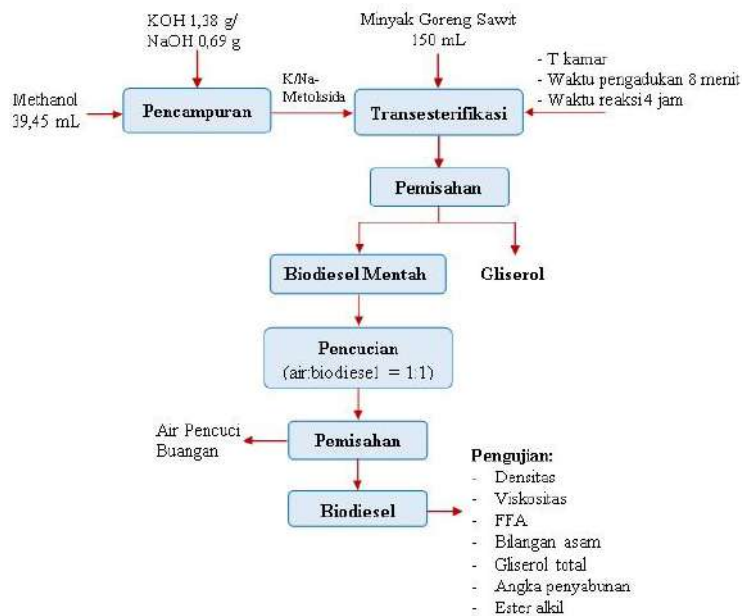 KOH 1,38 g/
NaOH 0,69 g
Minyak Goreng Sawit
150 mL
Methanol
39,45 mL
Pencampuran
K/Na-
Metoksida
Transesterifikasi
- T kamar
- Waktu pengadukan 8 menit
- Waktu reaksi 4 jam
Pemisahan
Biodiesel Mentah
Gliserol
Pencucian
(air:biodiesel = 1:1)
Air Pencuci
Buangan
Pemisahan
Biodiesel
Pengujian:
- Densitas
- Viskositas
- FFA
- Bilangan asam
- Gliserol total
- Angka penyabunan
- Ester alkil